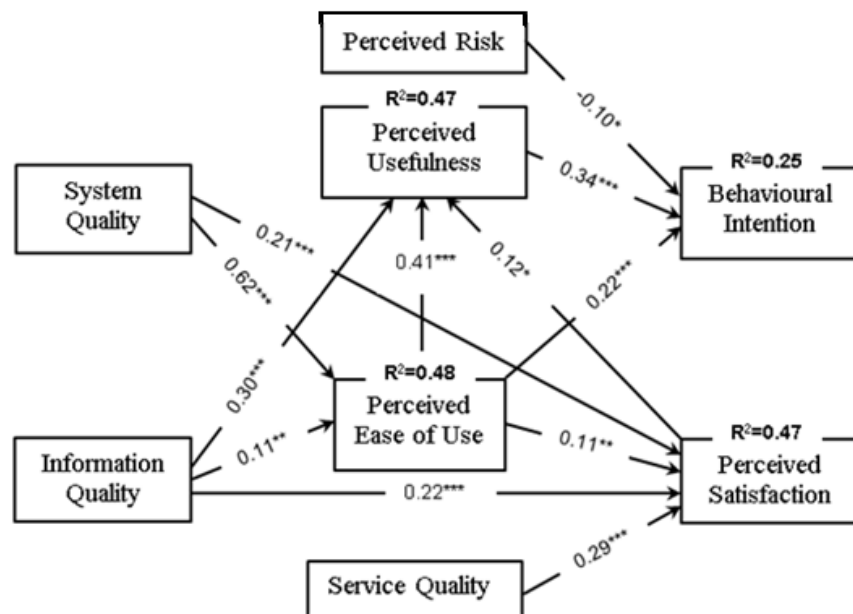 Perceived Risk
-0.10*
R²=0.47
Perceived
Usefulness
0.34***
R²=0.25
Behavioural
Intention
System
Quality
0.21***
0.62***
0.41***
0.12*
0.22***
0.30***
R²=0.48
Perceived
Ease of Use
0.11**
0.11**
R²=0.47
Perceived
Satisfaction
Information
Quality
0.22***
0.29***
Service Quality